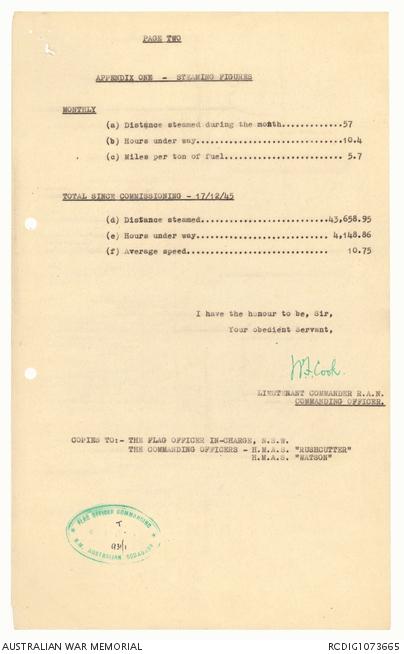 PAGE TWO
APPENDIX ONE - STEAMING FIGURES
MONTHLY
(a) Distance steamed during the month.............57
(b) Hours under way...............................10.4
(c) Miles per ton of fuel......................... 5.7
TOTAL SINCE COMMISSIONING - 17/12/45
(d) Distance steamed...........................43,658.95
(e) Hours under way............................ 4,148.86
(f) Average speed.............................. 10.75
I have the honour to be, Sir,
Your obedient Servant,
W F Cook.
LIEUTENANT COMMANDER R.A.N.
COMMANDING OFFICER.
COPIES TO:- THE FLAG OFFICER IN-CHARGE, N.S.W.
THE COMMANDING OFFICERS - H.M.A.S. "RUSHCUTTER"
H.M.A.S. "WATSON"
FLAG OFFICER COMMANDING
H.M. AUSTRALIAN SQUADRON
AUSTRALIAN WAR MEMORIAL
RCDIG1073665